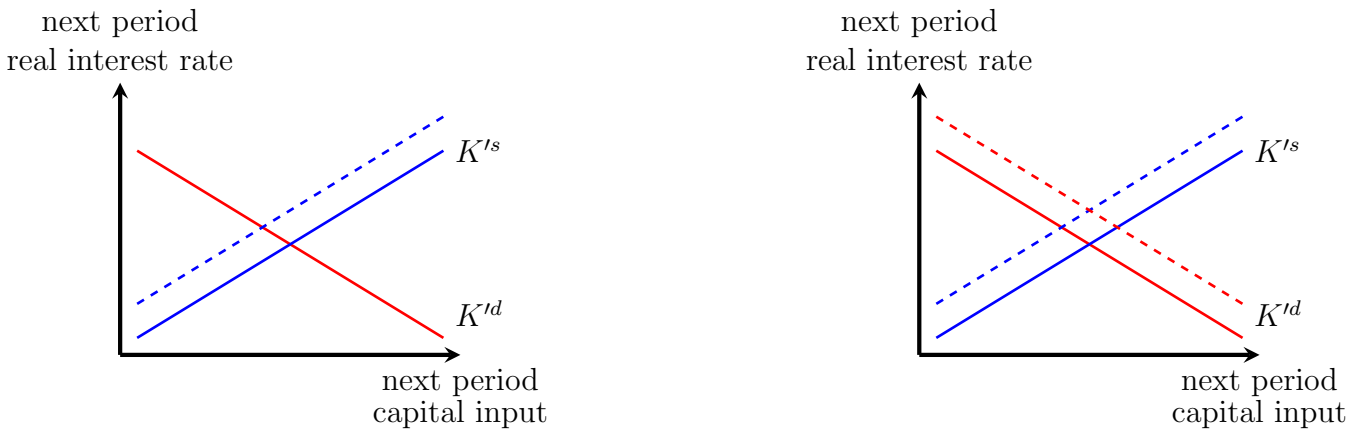 next period
real interest rate
K′ˢ
K′ᵈ
next period
capital input
next period
real interest rate
K′ˢ
K′ᵈ
next period
capital input